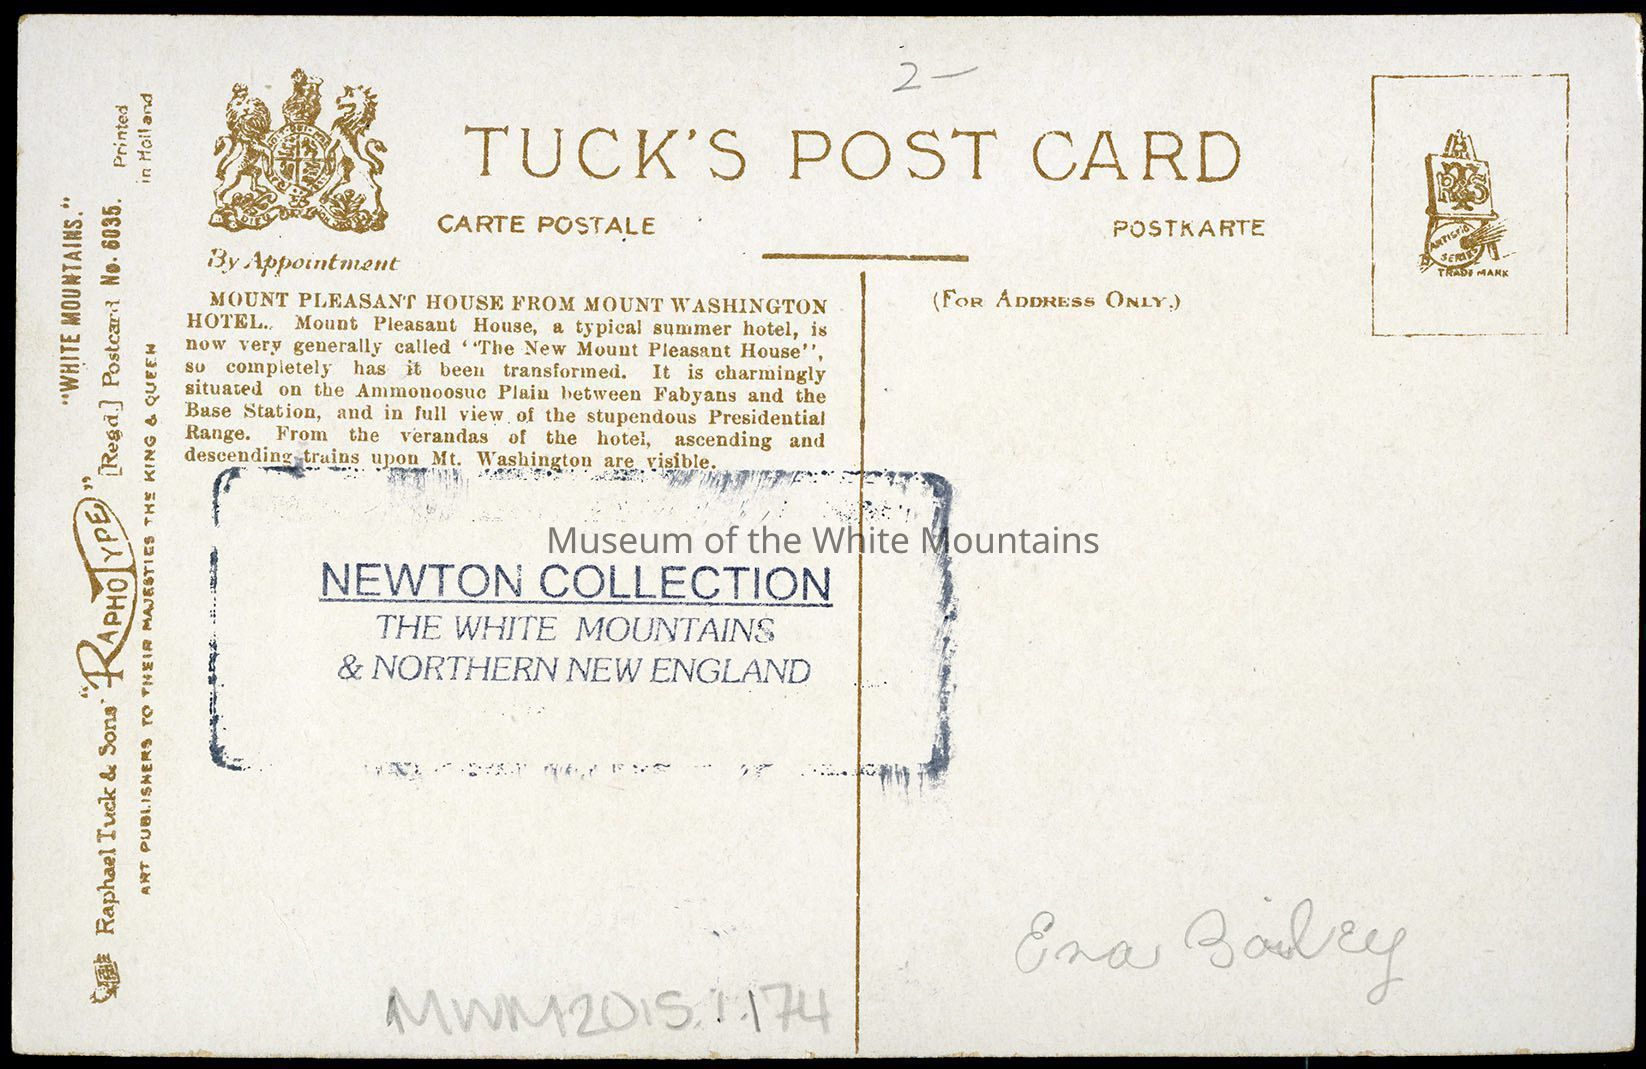 2-
TUCK'S POST CARD
CARTE POSTALE
POSTKARTE
By Appointment
(FOR ADDRESS ONLY.)
ARTISTIC
SERIES
TRADE MARK
MOUNT PLEASANT HOUSE FROM MOUNT WASHINGTON
HOTEL. Mount Pleasant House, a typical summer hotel, is
now very generally called ''The New Mount Pleasant House'',
so completely has it been transformed. It is charmingly
situated on the Ammonoosuc Plain between Fabyans and the
Base Station, and in full view of the stupendous Presidential
Range. From the verandas of the hotel, ascending and
descending trains upon Mt. Washington are visible.
"WHITE MOUNTAINS."
Raphael Tuck & Sons' "RAPHOTYPE" [Regd.] Postcard No. 6035. Printed
in Holland
ART PUBLISHERS TO THEIR MAJESTIES THE KING & QUEEN
Museum of the White Mountains
NEWTON COLLECTION
THE WHITE MOUNTAINS
& NORTHERN NEW ENGLAND
Bailey
MWM2015.1.174